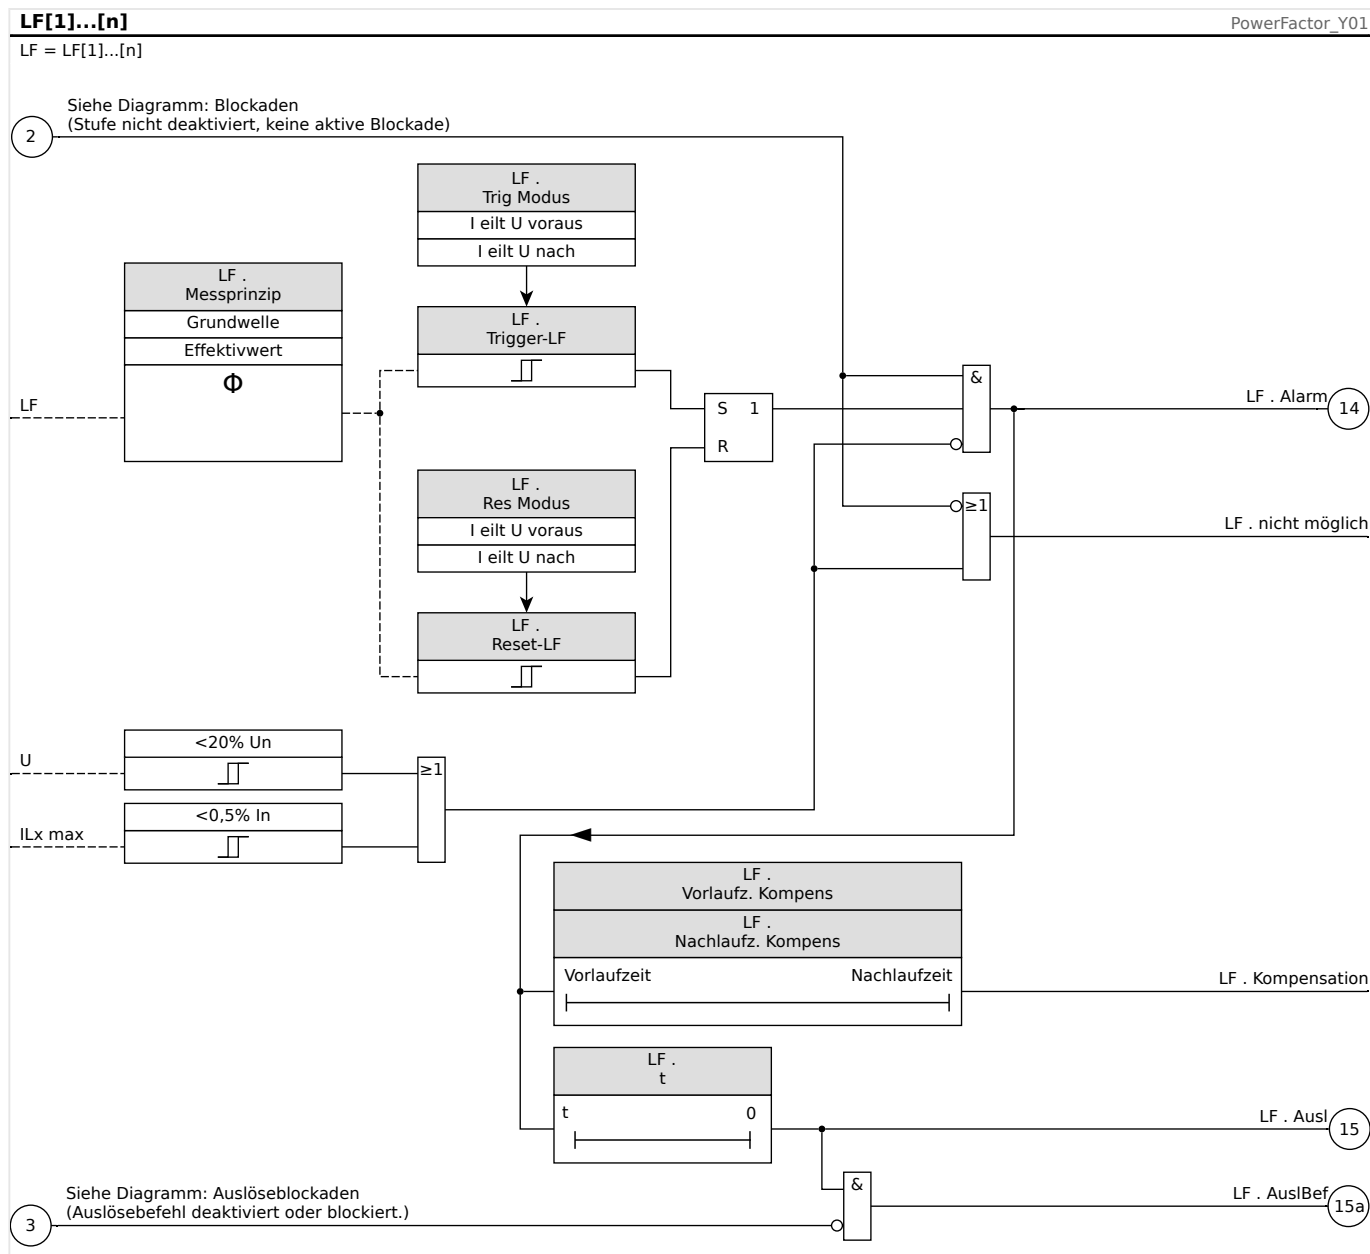 LF[1]...[n]
PowerFactor_Y01
LF = LF[1]...[n]
Siehe Diagramm: Blockaden
(Stufe nicht deaktiviert, keine aktive Blockade)
2
LF .
Trig Modus
I eilt U voraus
I eilt U nach
LF .
Messprinzip
Grundwelle
Effektivwert
Φ
LF
LF .
Trigger-LF
S 1
R
&
LF . Alarm
14
LF .
Res Modus
I eilt U voraus
I eilt U nach
≥1
LF . nicht möglich
LF .
Reset-LF
U
<20% Un
≥1
ILx max
<0,5% In
LF .
Vorlaufz. Kompens
LF .
Nachlaufz. Kompens
Vorlaufzeit
Nachlaufzeit
LF . Kompensation
LF .
t
t
0
LF . Ausl
15
Siehe Diagramm: Auslöseblockaden
(Auslösebefehl deaktiviert oder blockiert.)
3
&
LF . AuslBef
15a